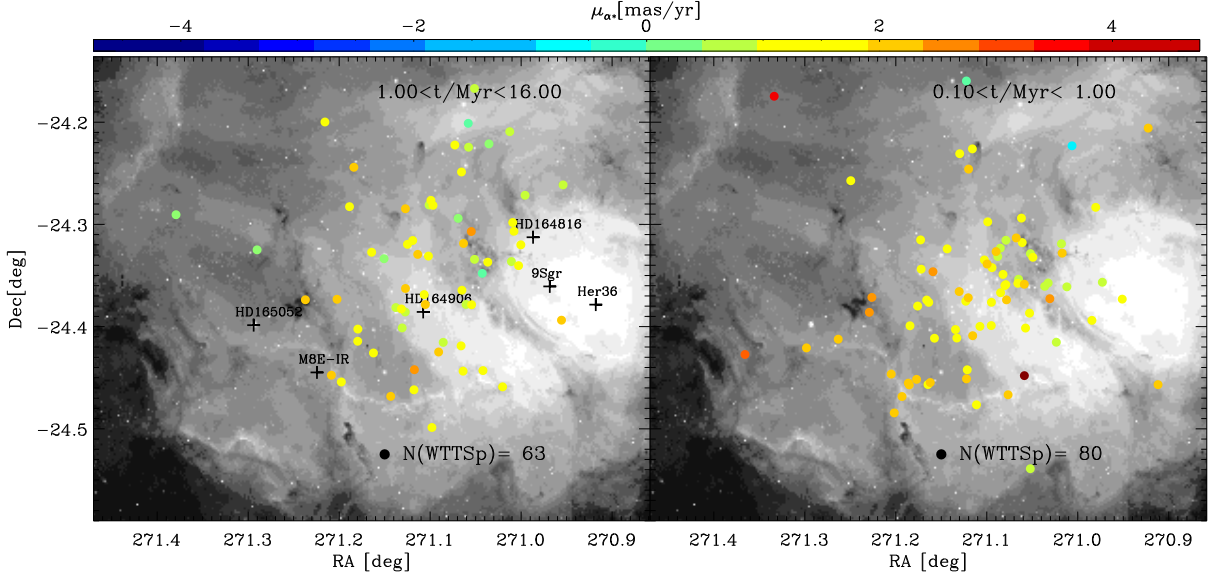 μα*[mas/yr]
−4 −2 0 2 4
1.00<t/Myr<16.00 0.10<t/Myr< 1.00
−24.2
HD164816
−24.3
9Sgr
Her36
HD164906
HD165052
−24.4
M8E−IR
−24.5
N(WTTSp)= 63 N(WTTSp)= 80
Dec[deg]
271.4 271.3 271.2 271.1 271.0 270.9 271.4 271.3 271.2 271.1 271.0 270.9
RA [deg] RA [deg]